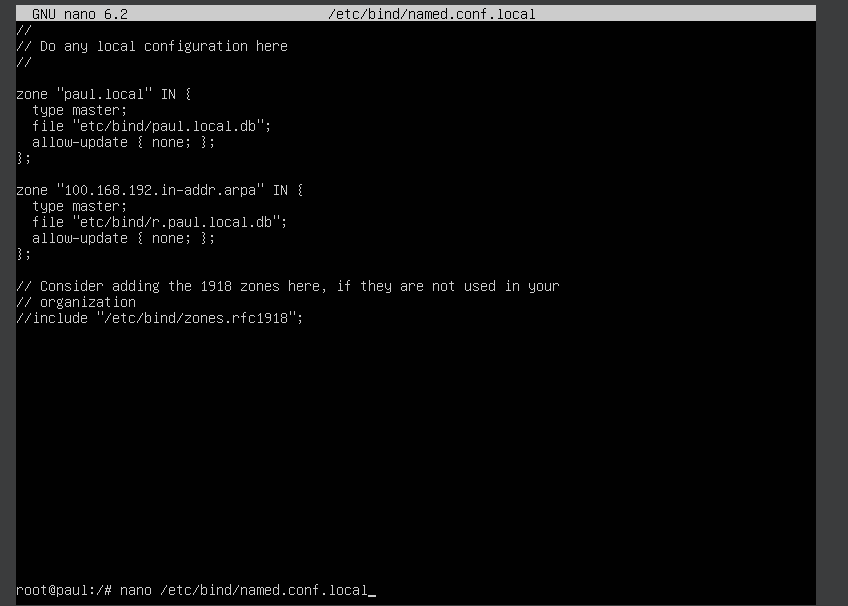 GNU nano 6.2 /etc/bind/named.conf.local
//
// Do any local configuration here
//
zone "paul.local" IN {
type master;
file "etc/bind/paul.local.db";
allow-update { none; };
};
zone "100.168.192.in-addr.arpa" IN {
type master;
file "etc/bind/r.paul.local.db";
allow-update { none; };
};
// Consider adding the 1918 zones here, if they are not used in your
// organization
//include "/etc/bind/zones.rfc1918";
root@paul:/# nano /etc/bind/named.conf.local_